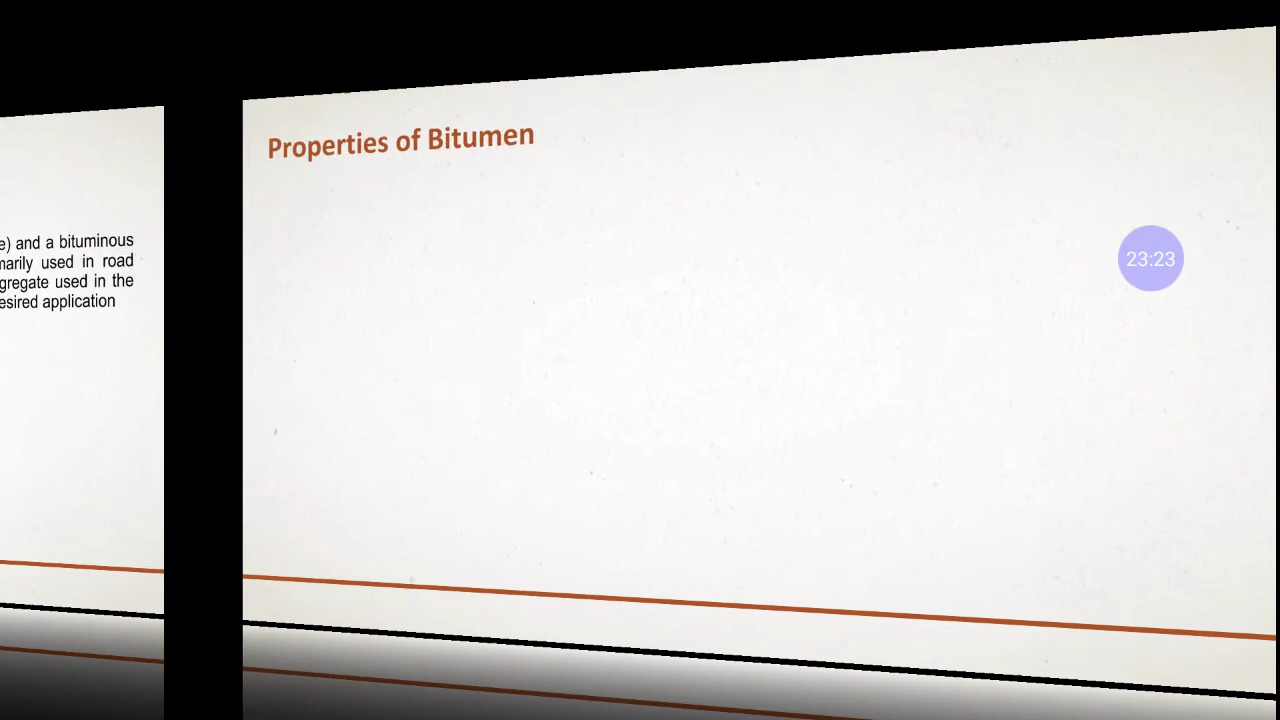 e) and a bituminous
marily used in road
gregate used in the
esired application
Properties of Bitumen
23:23